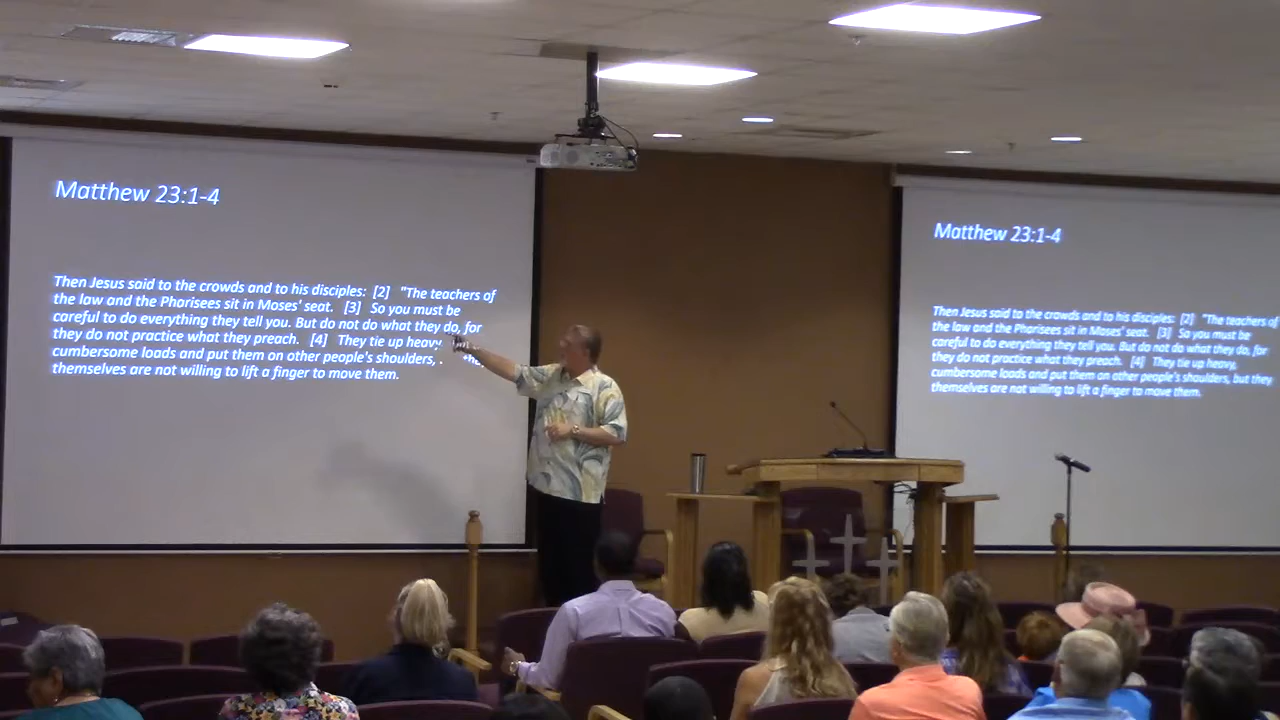 Matthew 23:1-4
Then Jesus said to the crowds and to his disciples: [2] "The teachers of
the law and the Pharisees sit in Moses' seat. [3] So you must be
careful to do everything they tell you. But do not do what they do, for
they do not practice what they preach. [4] They tie up heavy
cumbersome loads and put them on other people's shoulders,
themselves are not willing to lift a finger to move them.
Matthew 23:1-4
Then Jesus said to the crowds and to his disciples: [2] "The teachers of
the law and the Pharisees sit in Moses' seat. [3] So you must be
careful to do everything they tell you. But do not do what they do, for
they do not practice what they preach. [4] They tie up heavy,
cumbersome loads and put them on other people's shoulders, but they
themselves are not willing to lift a finger to move them.